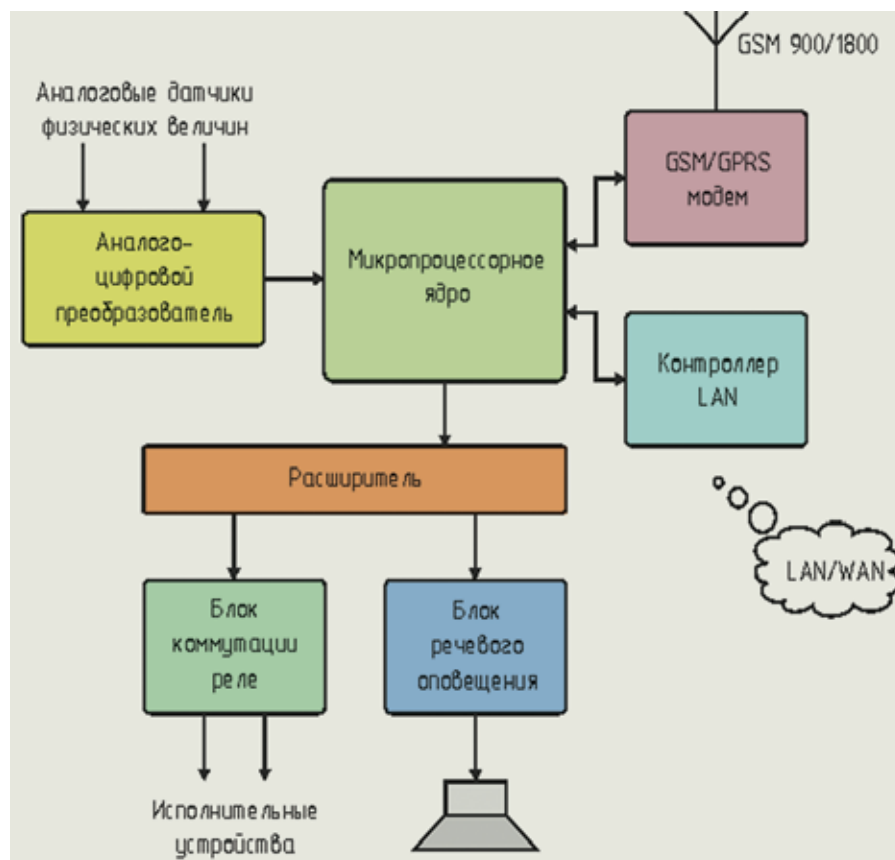 GSM 900/1800
Аналоговые датчики
физических величин
GSM/GPRS
модем
Аналого-
цифровой
преобразователь
Микропроцессорное
ядро
Контроллер
LAN
Расширитель
LAN/WAN
Блок
коммутации
реле
Блок
речевого
оповещения
Исполнительные
устройства